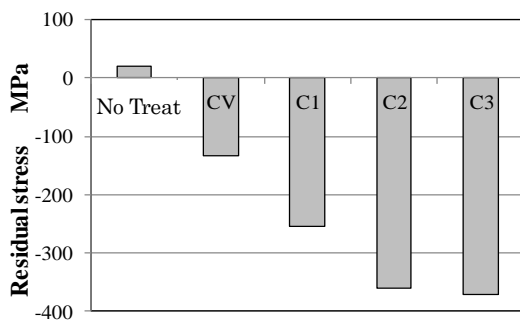 Residual stress MPa
100
0
-100
-200
-300
-400
No Treat
CV
C1
C2
C3